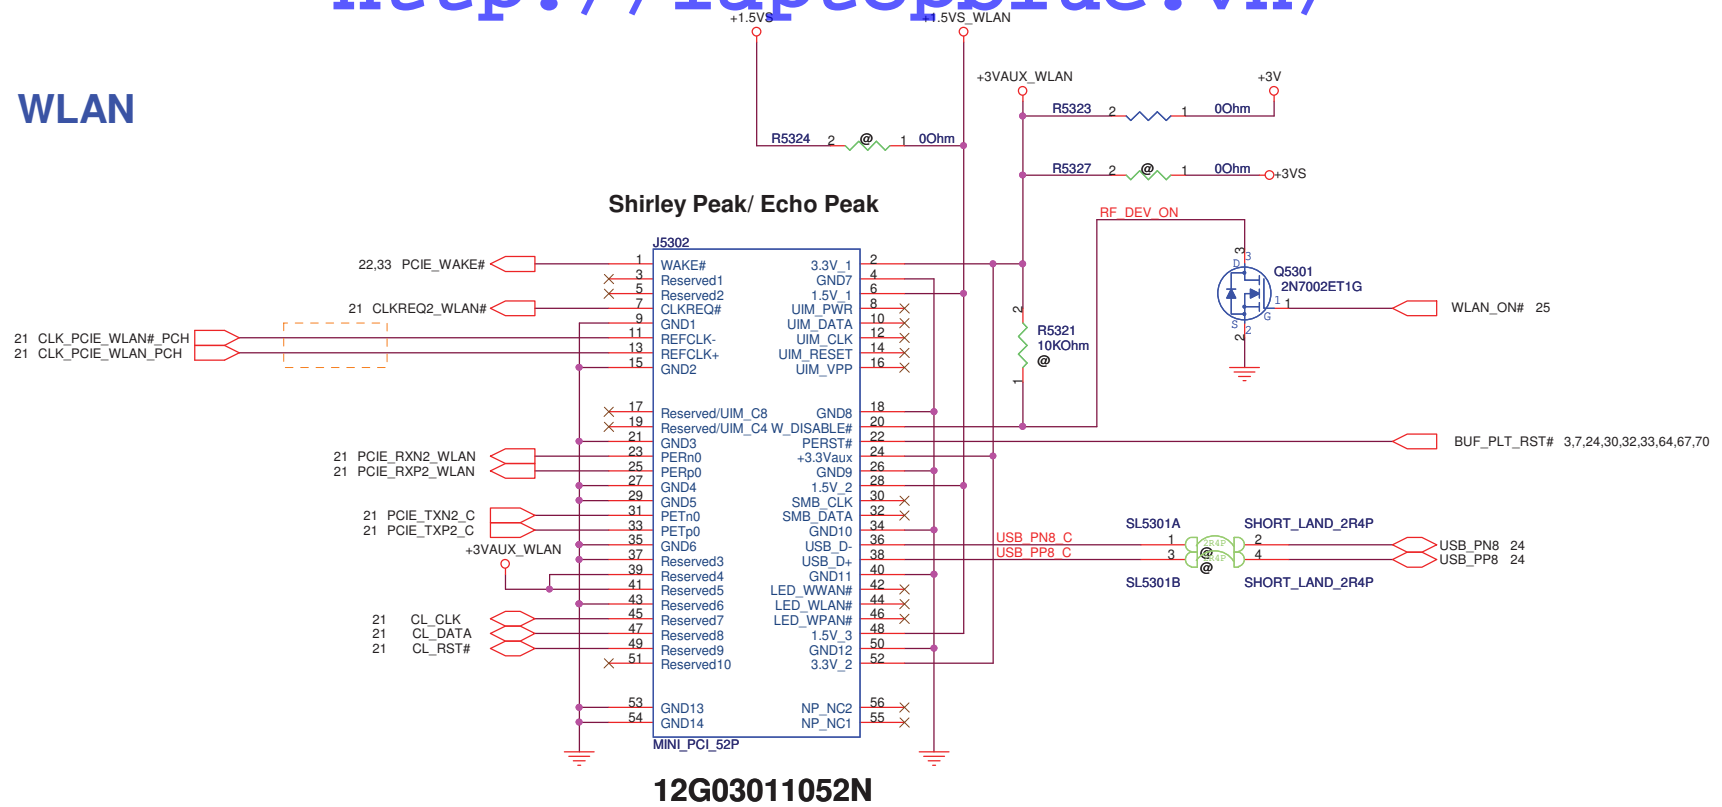 http://laptopblue.vn/
+1.5VS
+1.5VS_WLAN
+3VAUX_WLAN
+3V
WLAN
R5323 2 1 0Ohm
R5324 2 @ 1 0Ohm
R5327 2 @ 1 0Ohm
+3VS
Shirley Peak/ Echo Peak
RF_DEV_ON
J5302
22,33 PCIE_WAKE# 1 WAKE# 3.3V_1 2
3 Reserved1 GND7 4
5 Reserved2 1.5V_1 6
21 CLKREQ2_WLAN# 7 CLKREQ# UIM_PWR 8
9 GND1 UIM_DATA 10
21 CLK_PCIE_WLAN#_PCH 11 REFCLK- UIM_CLK 12
21 CLK_PCIE_WLAN_PCH 13 REFCLK+ UIM_RESET 14
15 GND2 UIM_VPP 16
3 D 3
Q5301
2N7002ET1G
1 1
G
S 2
2
WLAN_ON# 25
2
R5321
10KOhm
@
1
17 Reserved/UIM_C8 GND8 18
19 Reserved/UIM_C4 W_DISABLE# 20
21 GND3 PERST# 22 BUF_PLT_RST# 3,7,24,30,32,33,64,67,70
21 PCIE_RXN2_WLAN 23 PERn0 +3.3Vaux 24
21 PCIE_RXP2_WLAN 25 PERp0 GND9 26
27 GND4 1.5V_2 28
29 GND5 SMB_CLK 30
21 PCIE_TXN2_C 31 PETn0 SMB_DATA 32
21 PCIE_TXP2_C 33 PETp0 GND10 34
SL5301A SHORT_LAND_2R4P
+3VAUX_WLAN
35 GND6 USB_D- 36 USB_PN8_C 1 2R4P 2 USB_PN8 24
37 Reserved3 USB_D+ 38 USB_PP8_C 3 @ 4 USB_PP8 24
@
39 Reserved4 GND11 40
SL5301B SHORT_LAND_2R4P
41 Reserved5 LED_WWAN# 42
43 Reserved6 LED_WLAN# 44
21 CL_CLK 45 Reserved7 LED_WPAN# 46
21 CL_DATA 47 Reserved8 1.5V_3 48
21 CL_RST# 49 Reserved9 GND12 50
51 Reserved10 3.3V_2 52
53 GND13 NP_NC2 56
54 GND14 NP_NC1 55
MINI_PCI_52P
12G03011052N